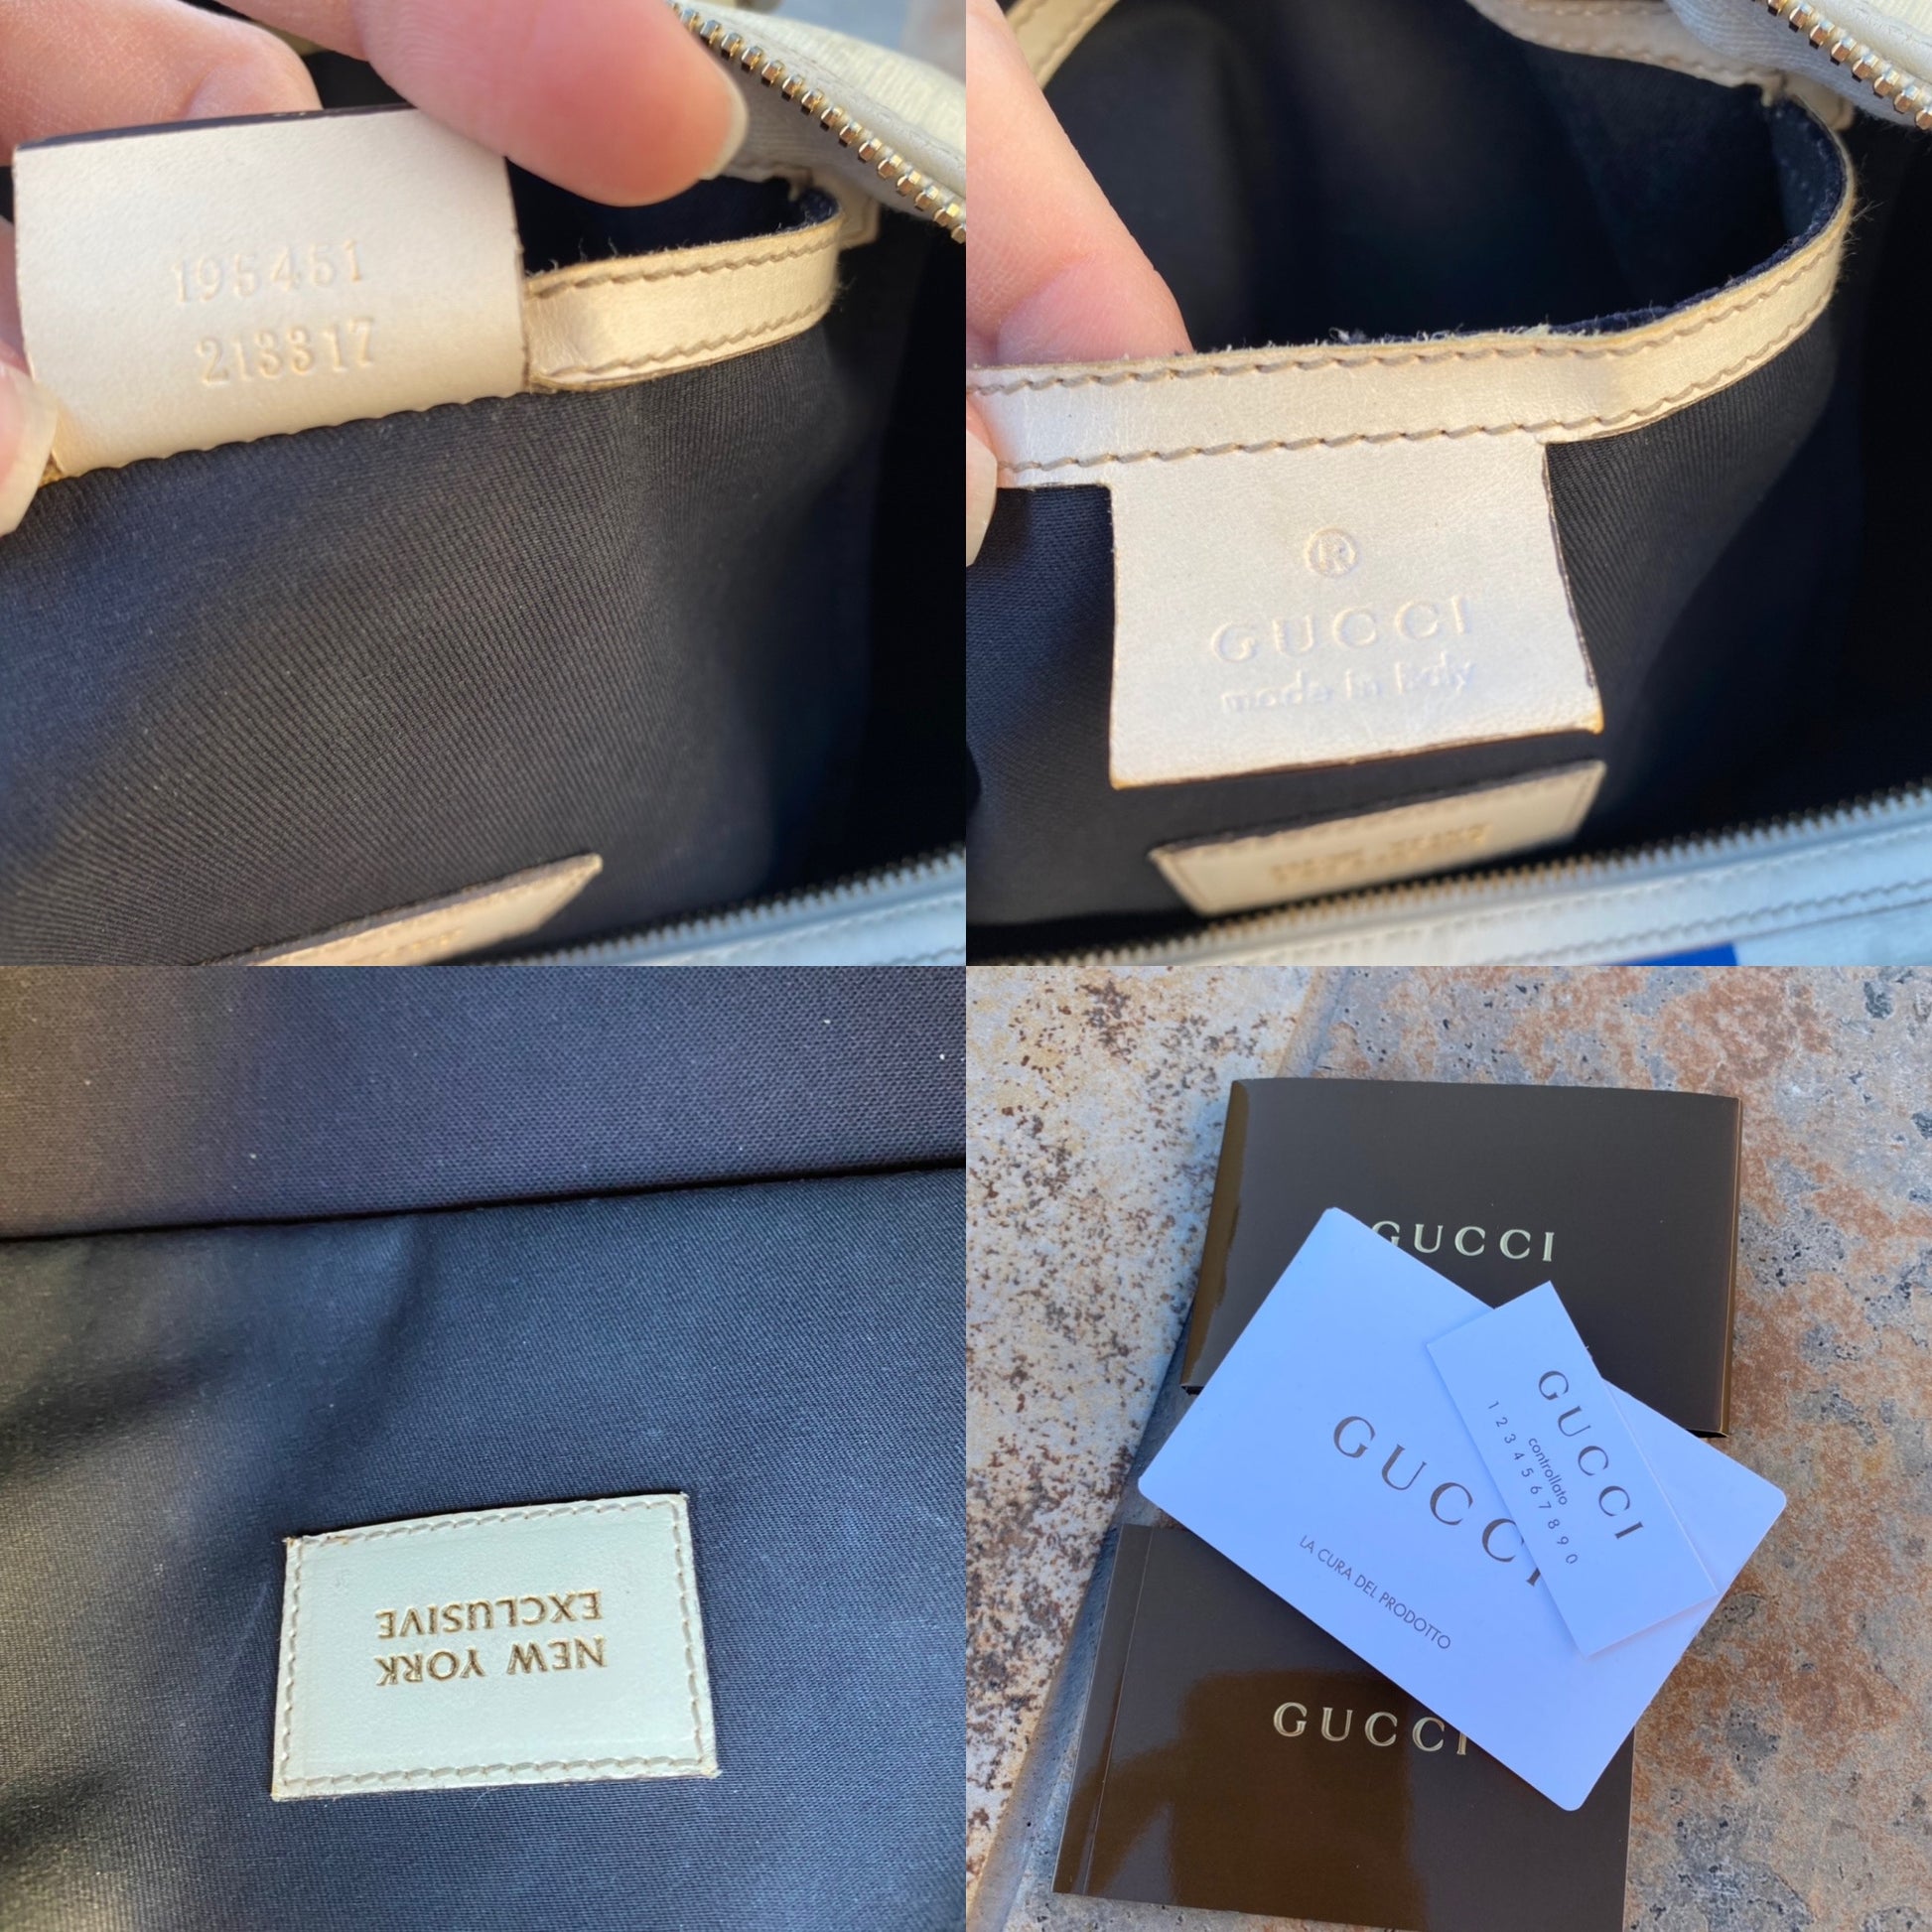 195451
213317
®
GUCCI
made in Italy
NEW YORK
EXCLUSIVE
GUCCI
GUCCI
LA CURA DEL PRODOTTO
GUCCI
controllato
1 2 3 4 5 6 7 8 9 0
GUCCI